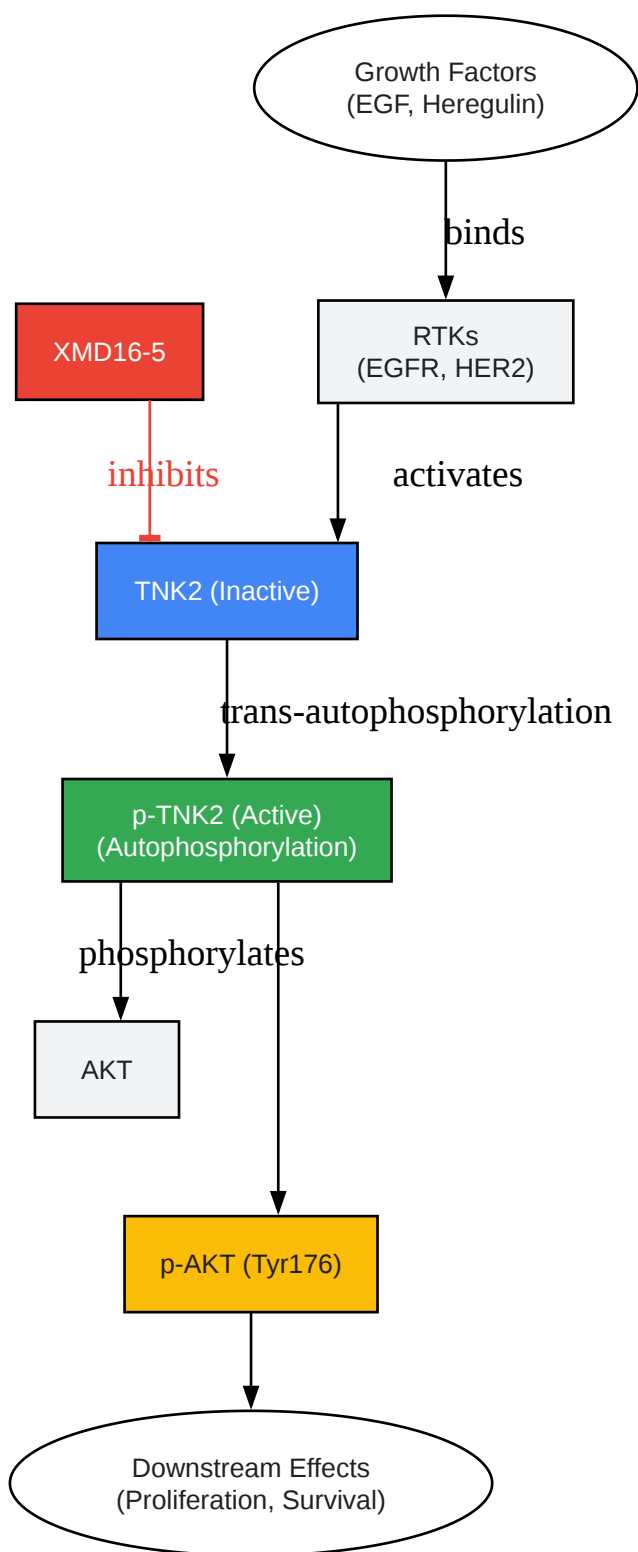 Growth Factors
(EGF, Heregulin)
binds
XMD16-5
RTKs
(EGFR, HER2)
inhibits
activates
TNK2 (Inactive)
trans-autophosphorylation
p-TNK2 (Active)
(Autophosphorylation)
phosphorylates
AKT
p-AKT (Tyr176)
Downstream Effects
(Proliferation, Survival)